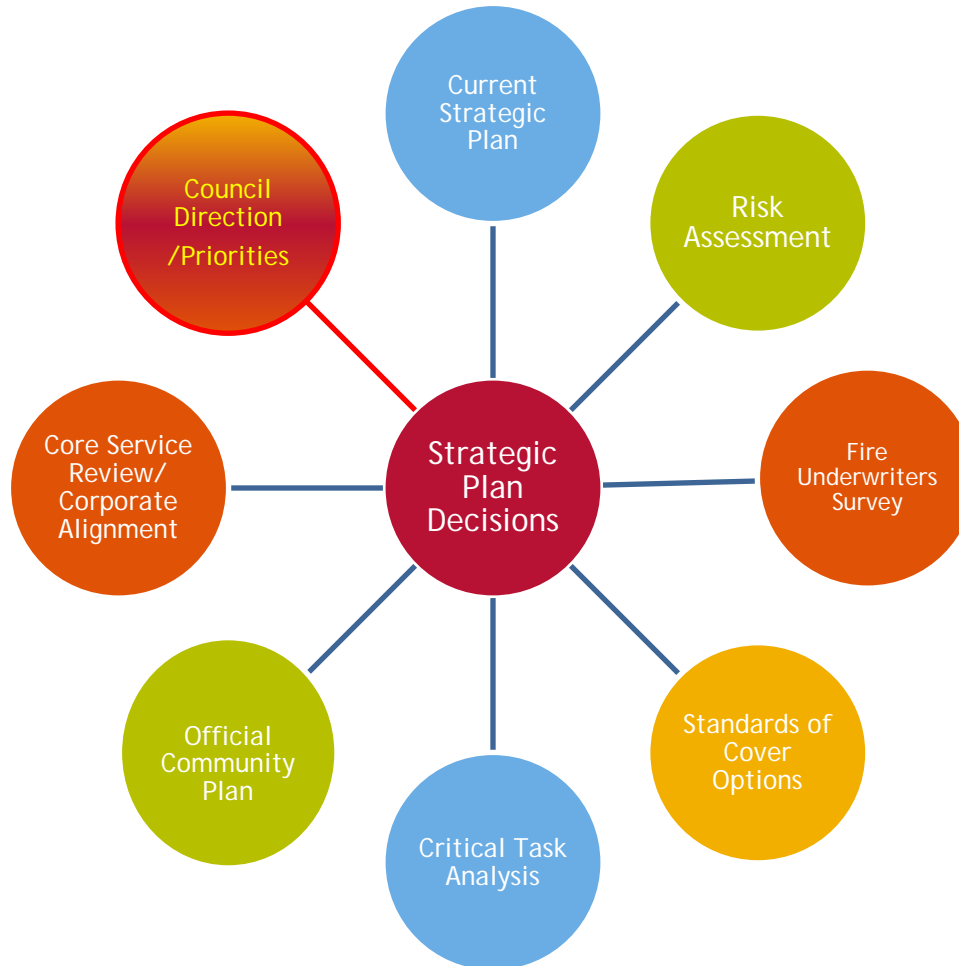 Current
Strategic
Plan
Council
Direction
/Priorities
Risk
Assessment
Core Service
Review/
Corporate
Alignment
Strategic
Plan
Decisions
Fire
Underwriters
Survey
Official
Community
Plan
Standards of
Cover
Options
Critical Task
Analysis